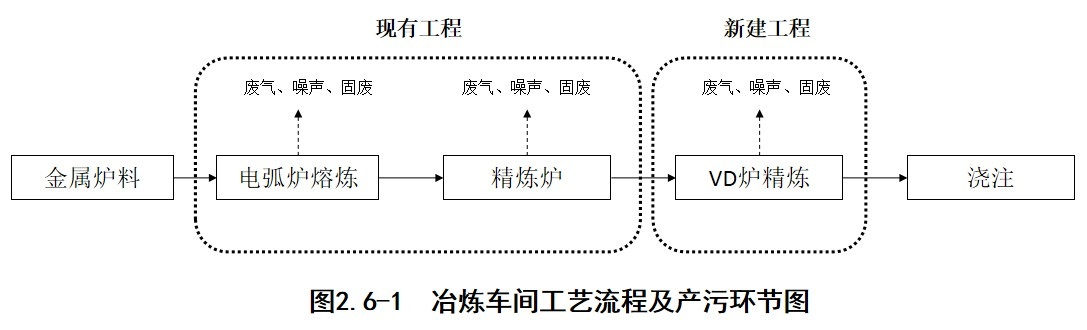 现有工程 新建工程
废气、噪声、固废 废气、噪声、固废 废气、噪声、固废
金属炉料 电弧炉熔炼 精炼炉 VD炉精炼 浇注
图2.6-1 冶炼车间工艺流程及产污环节图